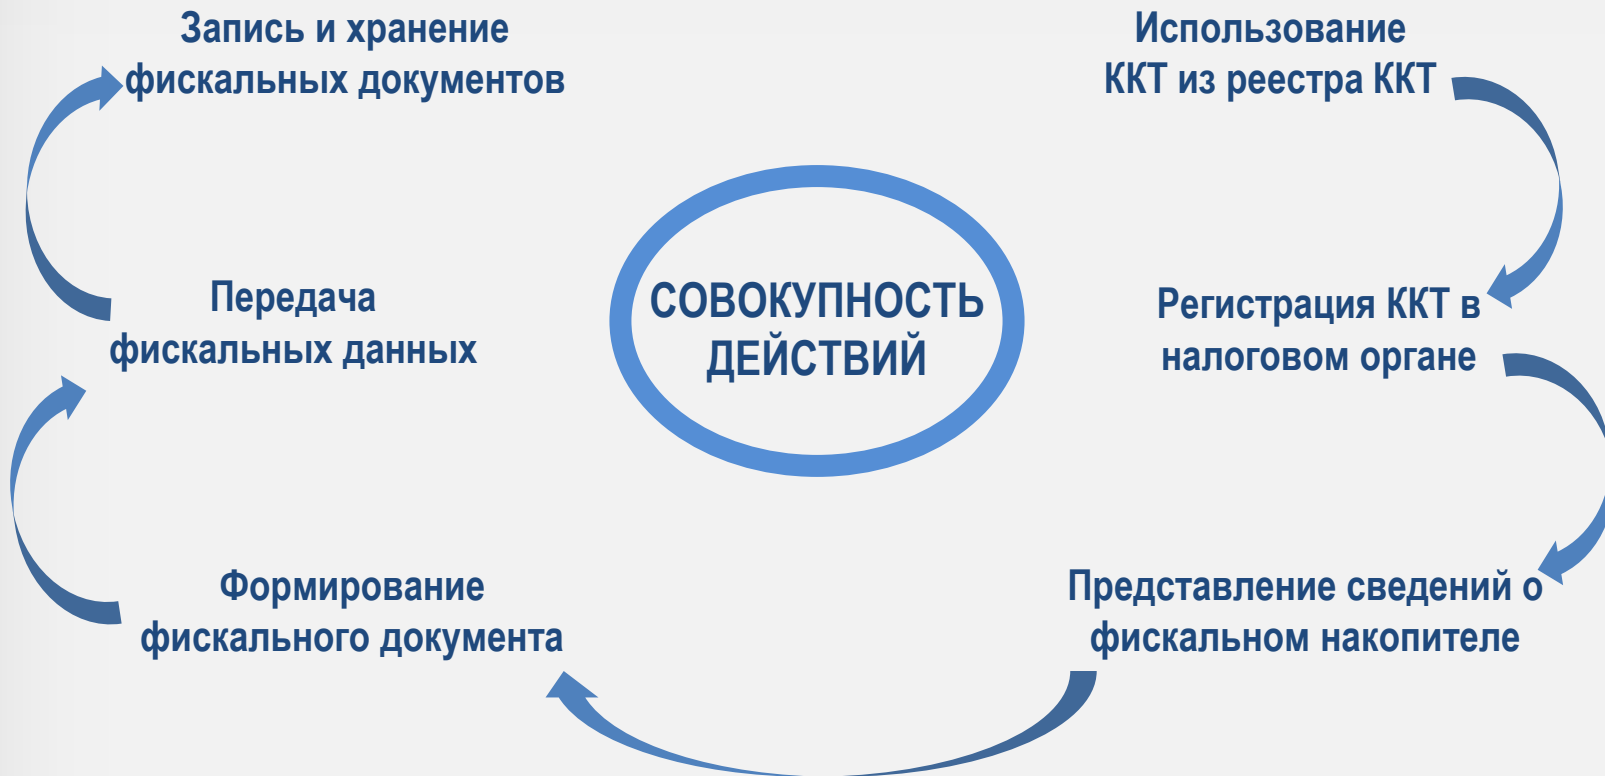 Запись и хранение
фискальных документов
Использование
ККТ из реестра ККТ
Передача
фискальных данных
СОВОКУПНОСТЬ
ДЕЙСТВИЙ
Регистрация ККТ в
налоговом органе
Формирование
фискального документа
Представление сведений о
фискальном накопителе